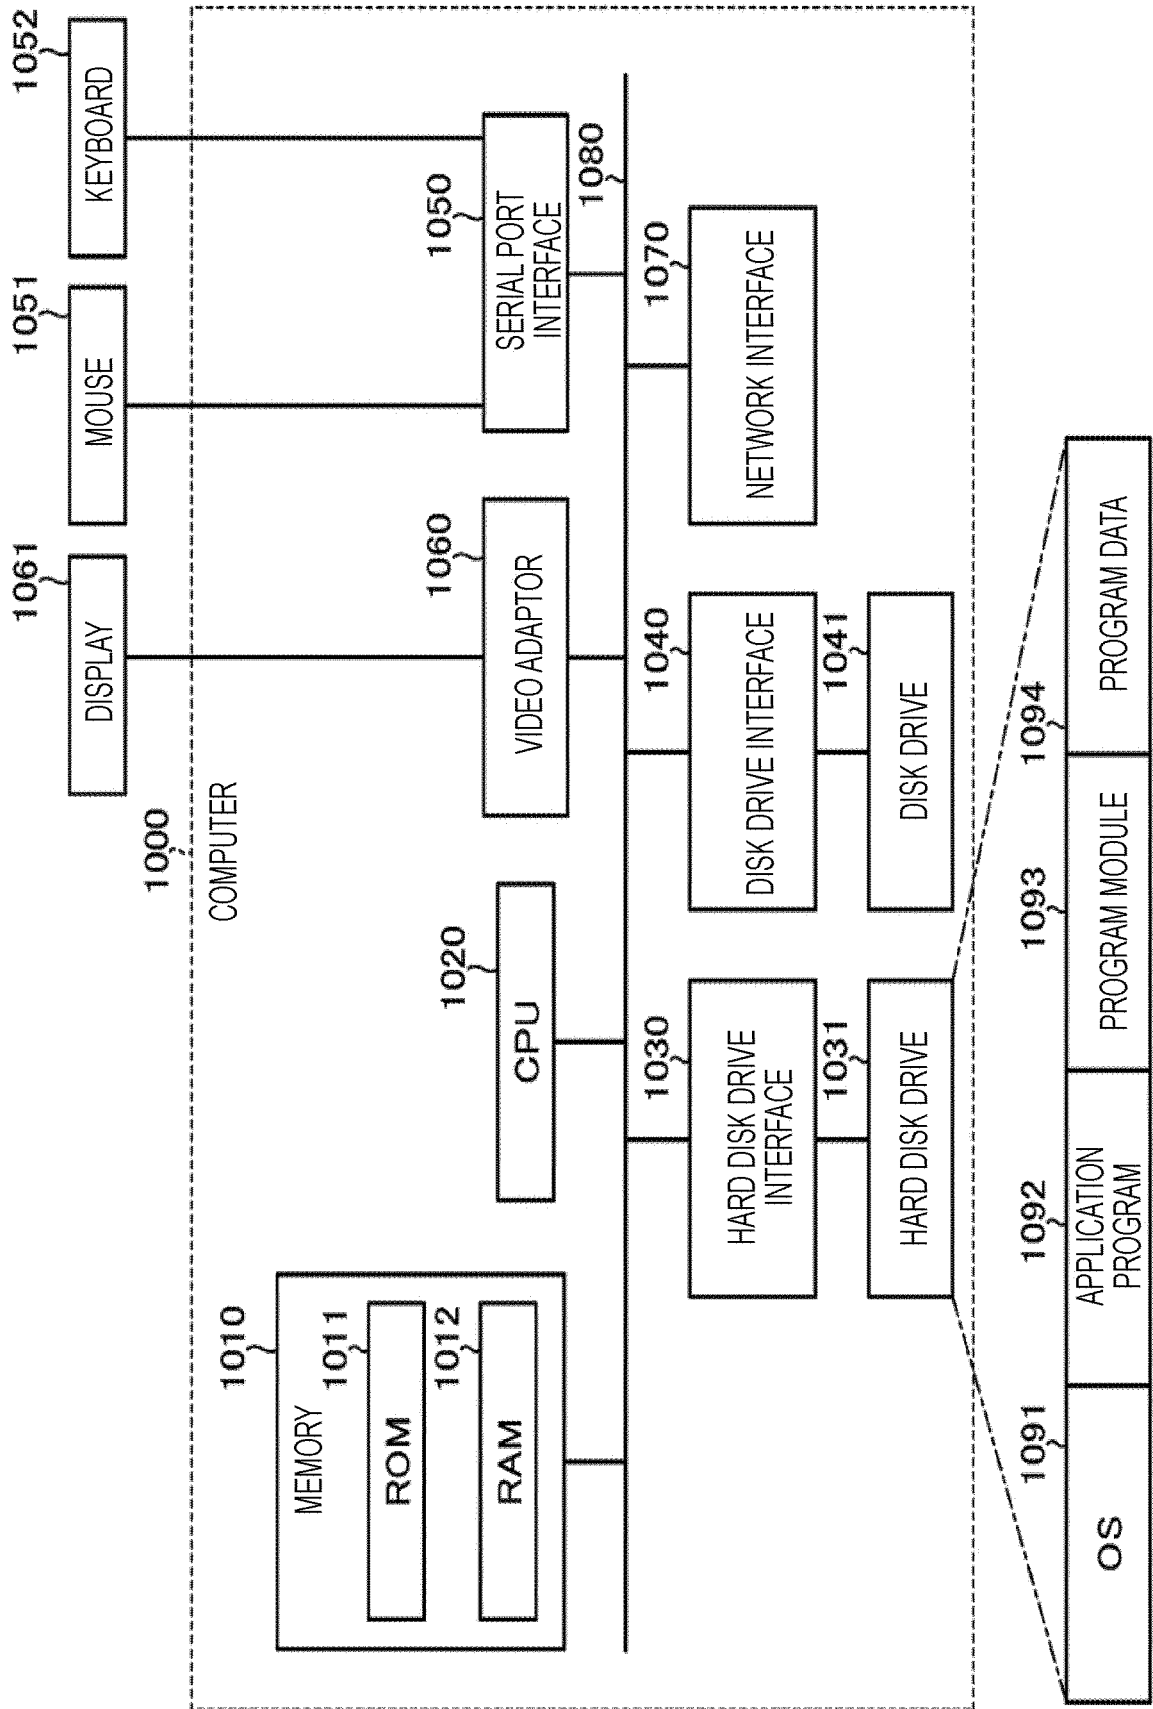 1000
COMPUTER
1010
MEMORY
1011
ROM
1012
RAM
1020
CPU
1061
DISPLAY
1051
MOUSE
1052
KEYBOARD
1060
VIDEO ADAPTOR
1050
SERIAL PORT
INTERFACE
1080
1030
HARD DISK DRIVE
INTERFACE
1040
DISK DRIVE INTERFACE
1070
NETWORK INTERFACE
1031
HARD DISK DRIVE
1041
DISK DRIVE
1091
OS
1092
APPLICATION
PROGRAM
1093
PROGRAM MODULE
1094
PROGRAM DATA